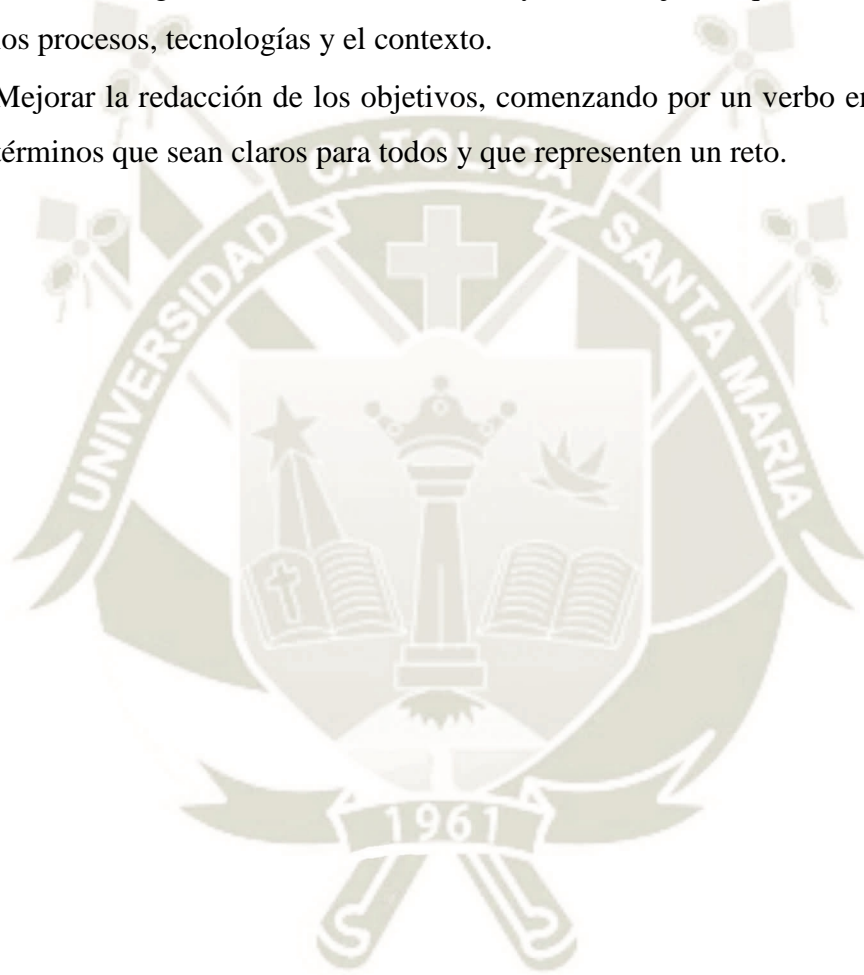 los procesos, tecnologías y el contexto.
Mejorar la redacción de los objetivos, comenzando por un verbo en
términos que sean claros para todos y que representen un reto.
UNIVERSIDAD CATOLICA SANTA MARIA
1961